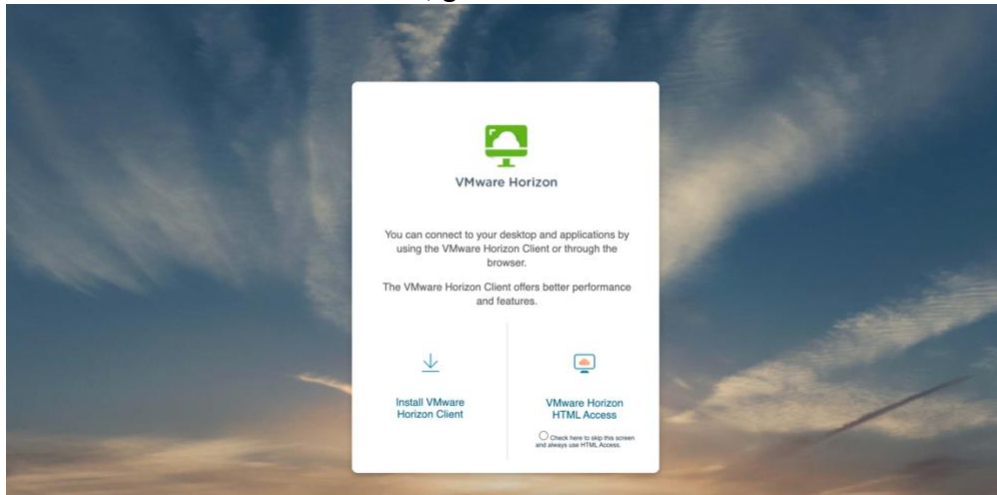 VMware Horizon
You can connect to your desktop and applications by
using the VMware Horizon Client or through the
browser.
The VMware Horizon Client offers better performance
and features.
Install VMware
Horizon Client
VMware Horizon
HTML Access
Check here to skip this screen
and always use HTML Access.